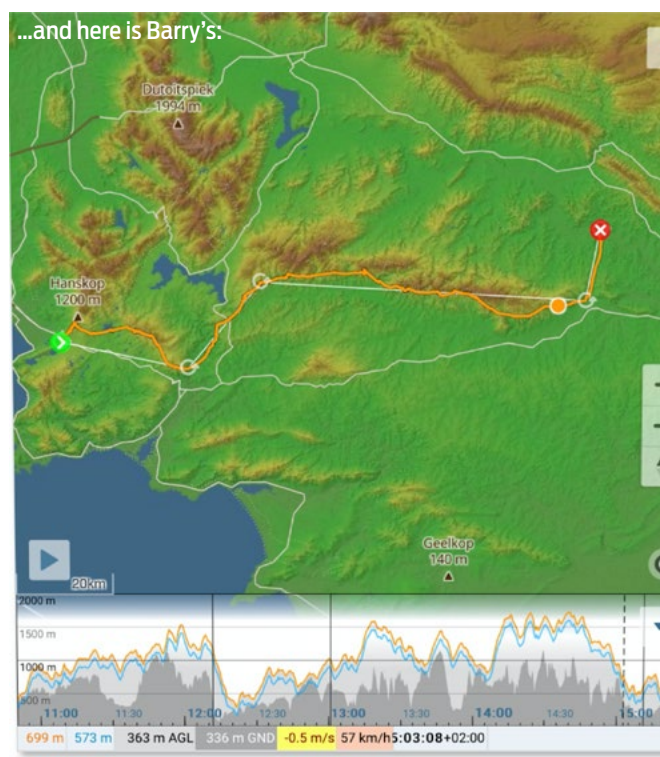 ...and here is Barry's:
Dutoitspiek
1994 m
Hanskop
1200 m
Geelkop
140 m
20km
2000 m
1500 m
1000 m
500 m
11:00 11:30 12:00 12:30 13:00 13:30 14:00 14:30 15:00
699 m 573 m 363 m AGL 336 m GND -0.5 m/s 57 km/h 5:03:08+02:00